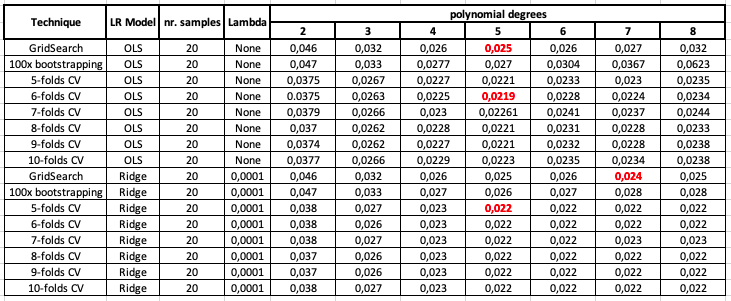 Technique LR Model nr. samples Lambda polynomial degrees
2 3 4 5 6 7 8
GridSearch OLS 20 None 0,046 0,032 0,026 0,025 0,026 0,027 0,032
100x bootstrapping OLS 20 None 0,047 0,033 0,0277 0,027 0,0304 0,0367 0,0623
5-folds CV OLS 20 None 0,0375 0,0267 0,0227 0,0221 0,0233 0,023 0,0235
6-folds CV OLS 20 None 0.0375 0,0263 0,0225 0,0219 0,0228 0,0224 0,0234
7-folds CV OLS 20 None 0,0379 0,0266 0,023 0,02261 0,0241 0,0237 0,0244
8-folds CV OLS 20 None 0,037 0,0262 0,0228 0,0221 0,0231 0,0228 0,0233
9-folds CV OLS 20 None 0,0374 0,0262 0,0227 0,0221 0,0232 0,0228 0,0238
10-folds CV OLS 20 None 0,0377 0,0266 0,0229 0,0223 0,0235 0,0234 0,0238
GridSearch Ridge 20 0,0001 0,046 0,032 0,026 0,025 0,026 0,024 0,025
100x bootstrapping Ridge 20 0,0001 0,047 0,033 0,027 0,026 0,027 0,028 0,028
5-folds CV Ridge 20 0,0001 0,038 0,027 0,023 0,022 0,022 0,022 0,022
6-folds CV Ridge 20 0,0001 0,038 0,026 0,023 0,022 0,022 0,022 0,022
7-folds CV Ridge 20 0,0001 0,038 0,027 0,023 0,022 0,022 0,023 0,023
8-folds CV Ridge 20 0,0001 0,037 0,026 0,023 0,022 0,022 0,022 0,022
9-folds CV Ridge 20 0,0001 0,037 0,026 0,023 0,022 0,022 0,022 0,022
10-folds CV Ridge 20 0,0001 0,038 0,027 0,023 0,022 0,022 0,022 0,022